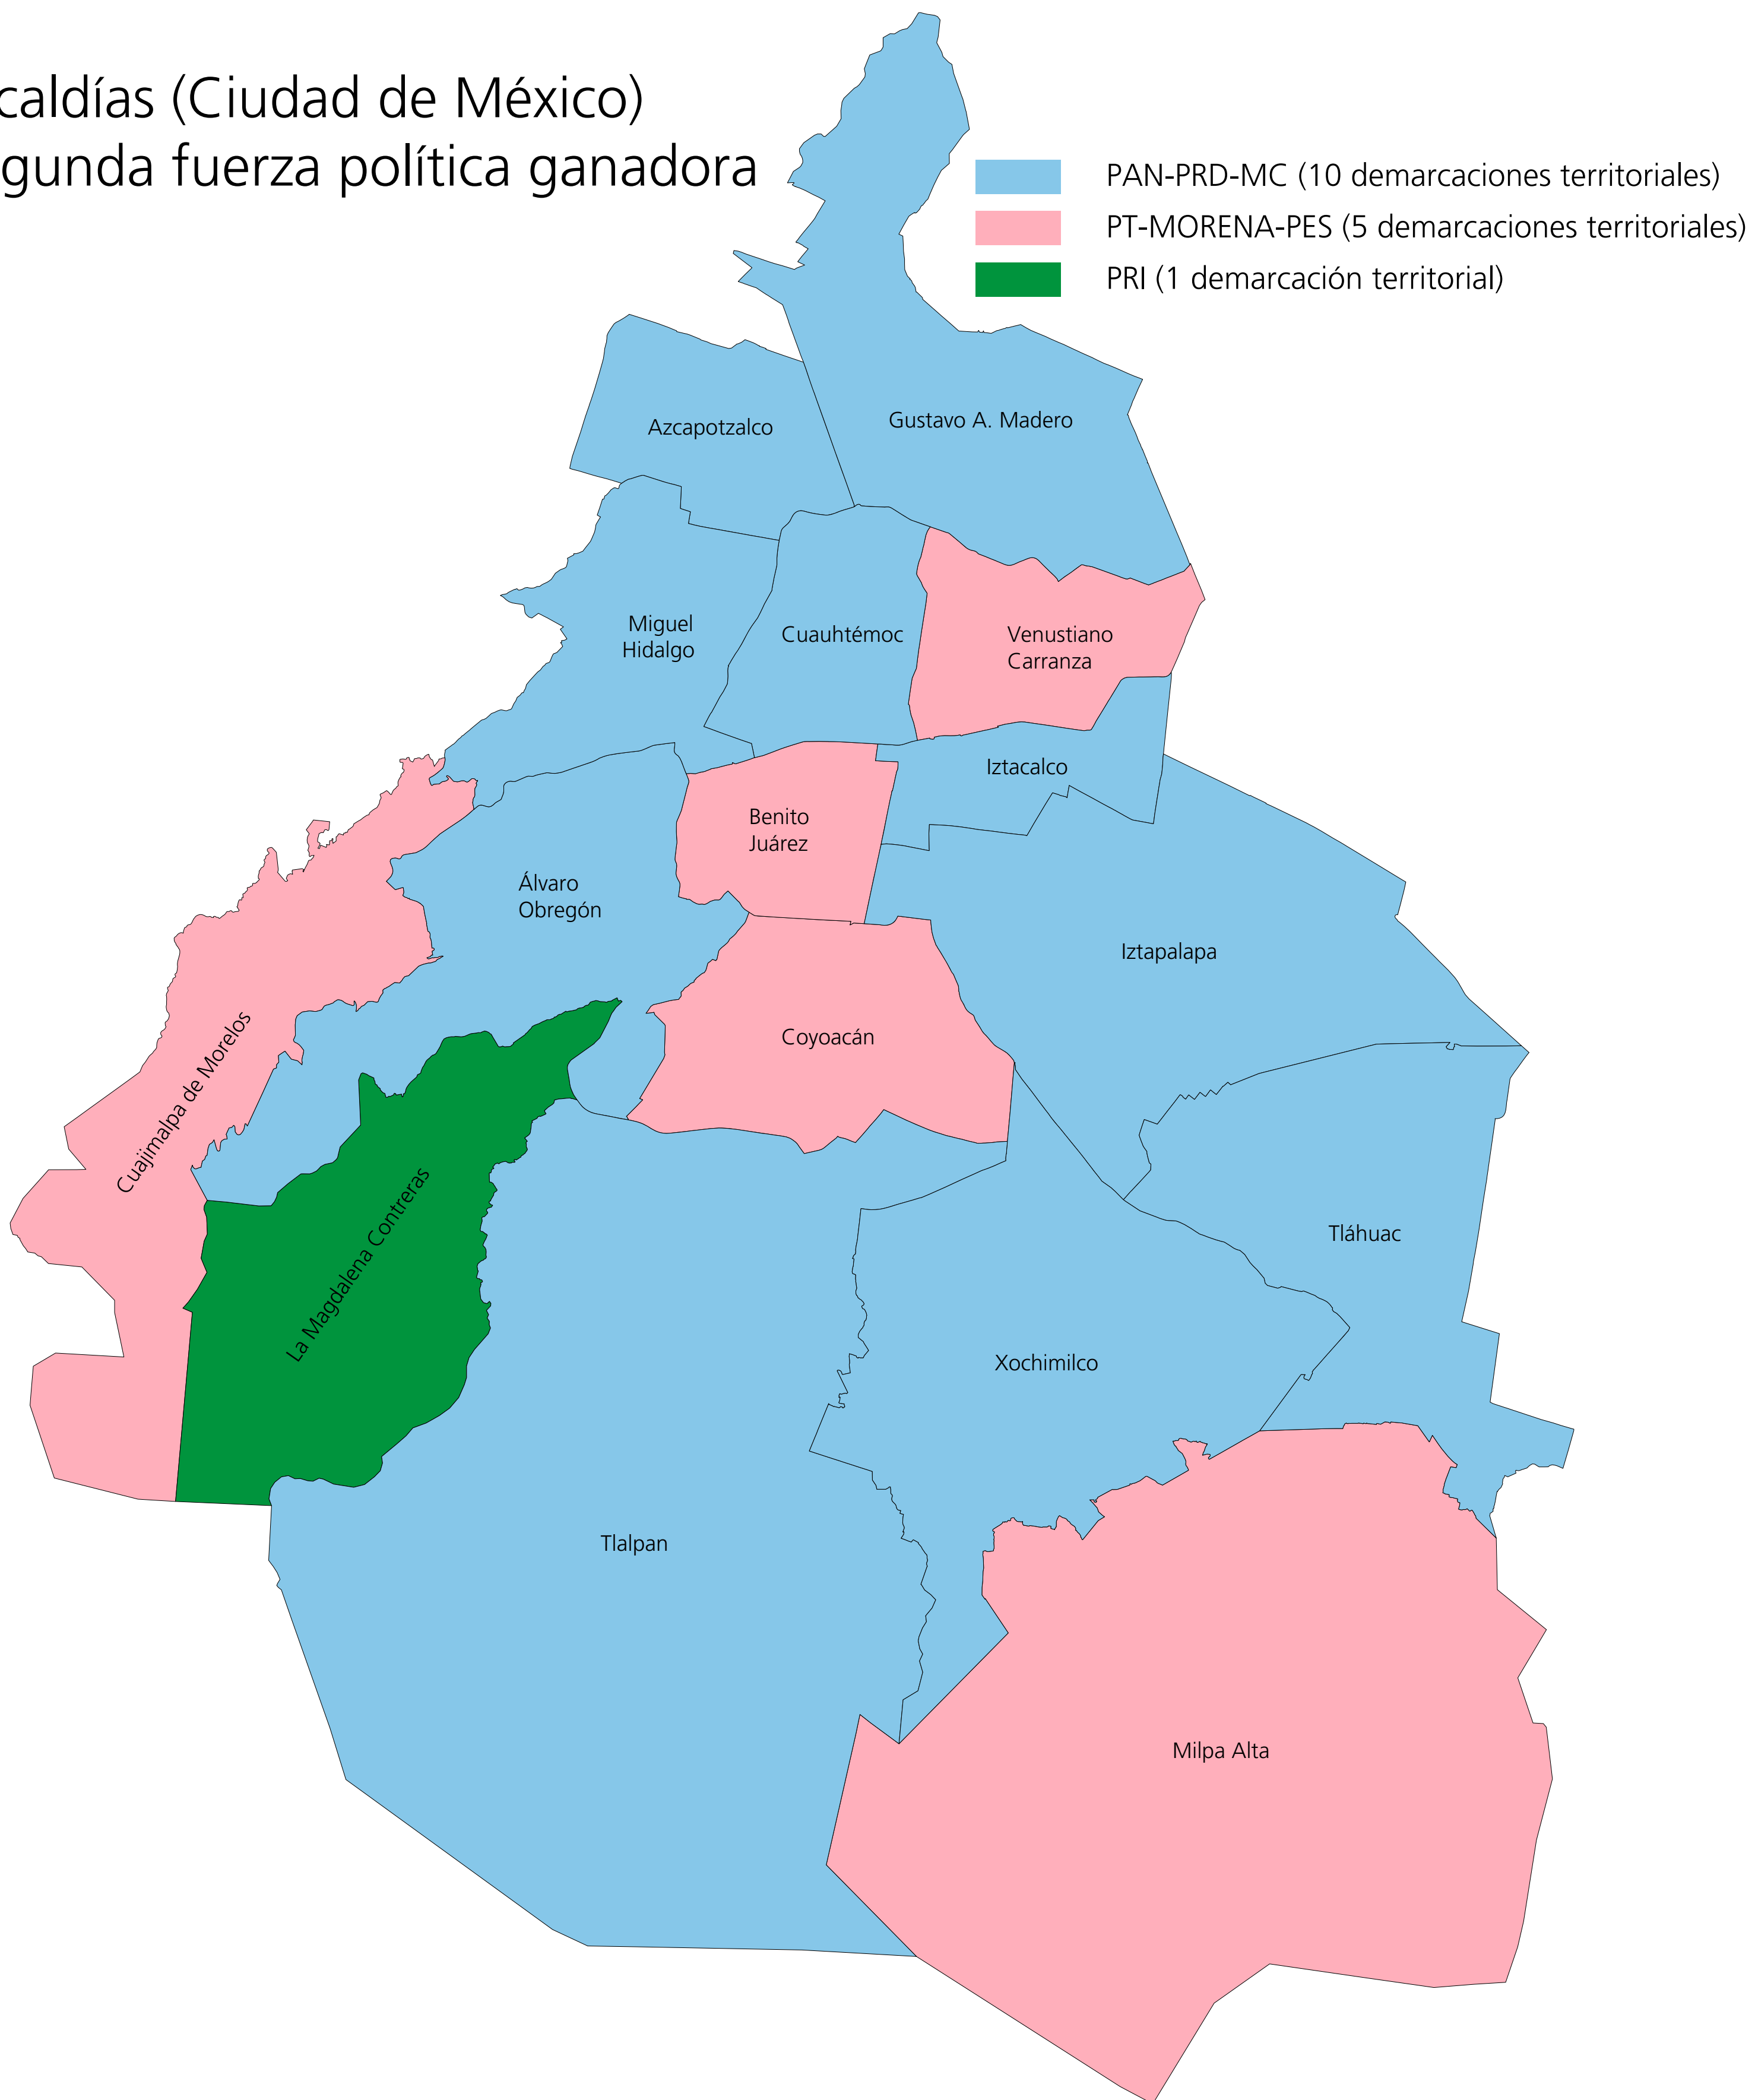 caldías (Ciudad de México)
gunda fuerza política ganadora
PAN-PRD-MC (10 demarcaciones territoriales)
PT-MORENA-PES (5 demarcaciones territoriales)
PRI (1 demarcación territorial)
Azcapotzalco
Gustavo A. Madero
Miguel
Hidalgo
Cuauhtémoc
Venustiano
Carranza
Iztacalco
Benito
Juárez
Álvaro
Obregón
Iztapalapa
Coyoacán
Cuajimalpa de Morelos
La Magdalena Contreras
Tláhuac
Xochimilco
Tlalpan
Milpa Alta